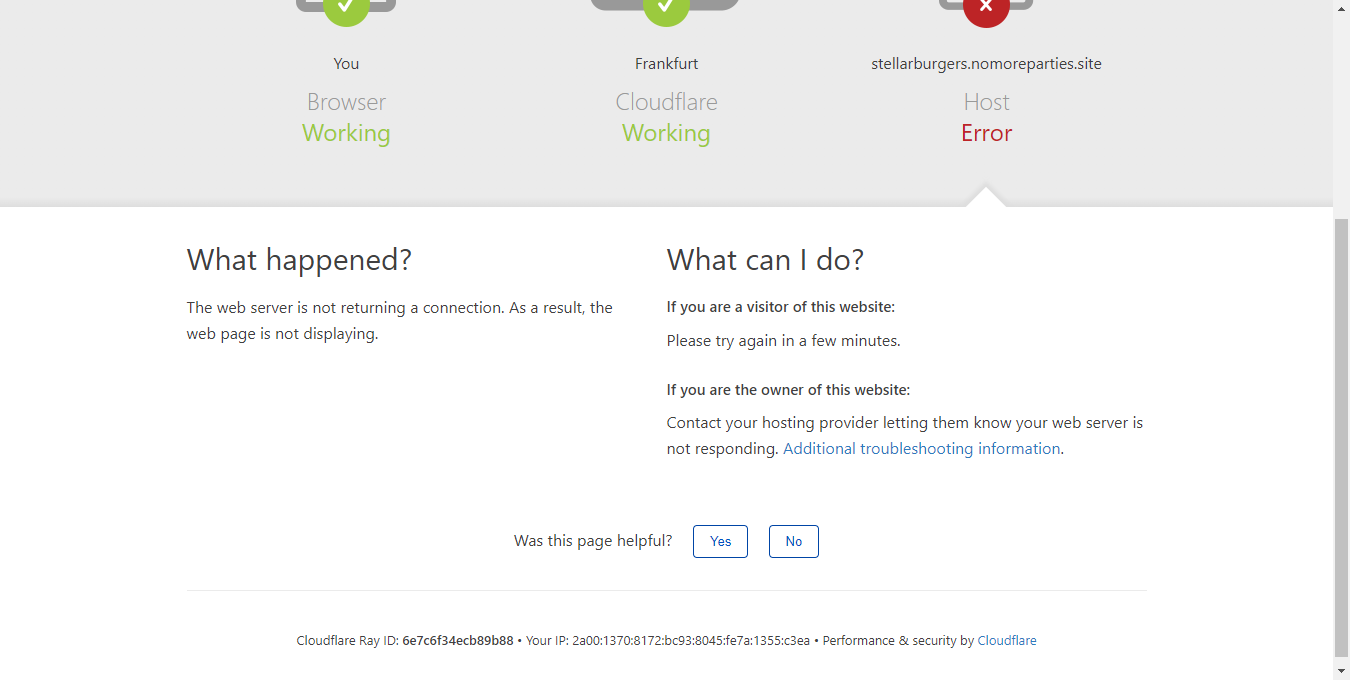 You
Frankfurt
stellarburgers.nomoreparties.site
Browser
Cloudflare
Host
Working
Working
Error
What happened?
The web server is not returning a connection. As a result, the
web page is not displaying.
What can I do?
If you are a visitor of this website:
Please try again in a few minutes.
If you are the owner of this website:
Contact your hosting provider letting them know your web server is
not responding. Additional troubleshooting information.
Was this page helpful? Yes No
Cloudflare Ray ID: 6e7c6f34ecb89b88 • Your IP: 2a00:1370:8172:bc93:8045:fe7a:1355:c3ea • Performance & security by Cloudflare